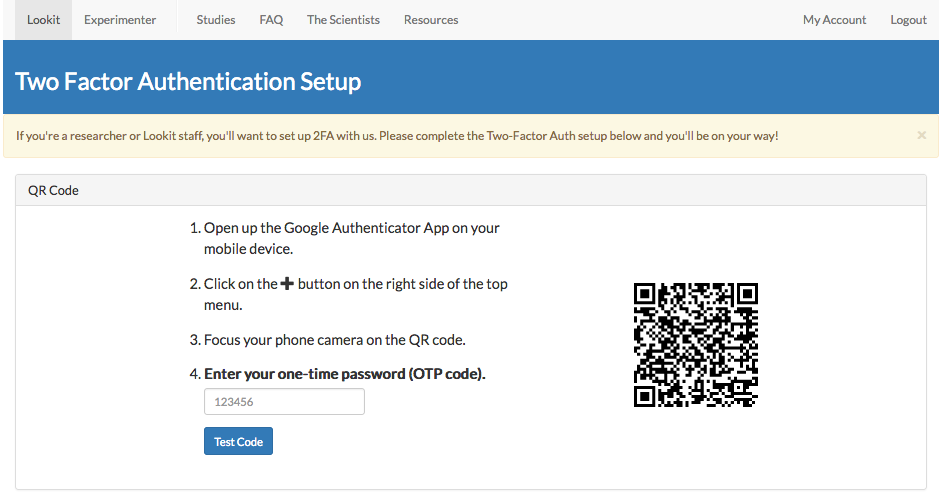 Lookit Experimenter Studies FAQ The Scientists Resources My Account Logout
Two Factor Authentication Setup
If you're a researcher or Lookit staff, you'll want to set up 2FA with us. Please complete the Two-Factor Auth setup below and you'll be on your way! ×
QR Code
1. Open up the Google Authenticator App on your
mobile device.
2. Click on the ✚ button on the right side of the top
menu.
3. Focus your phone camera on the QR code.
4. Enter your one-time password (OTP code).
123456
Test Code